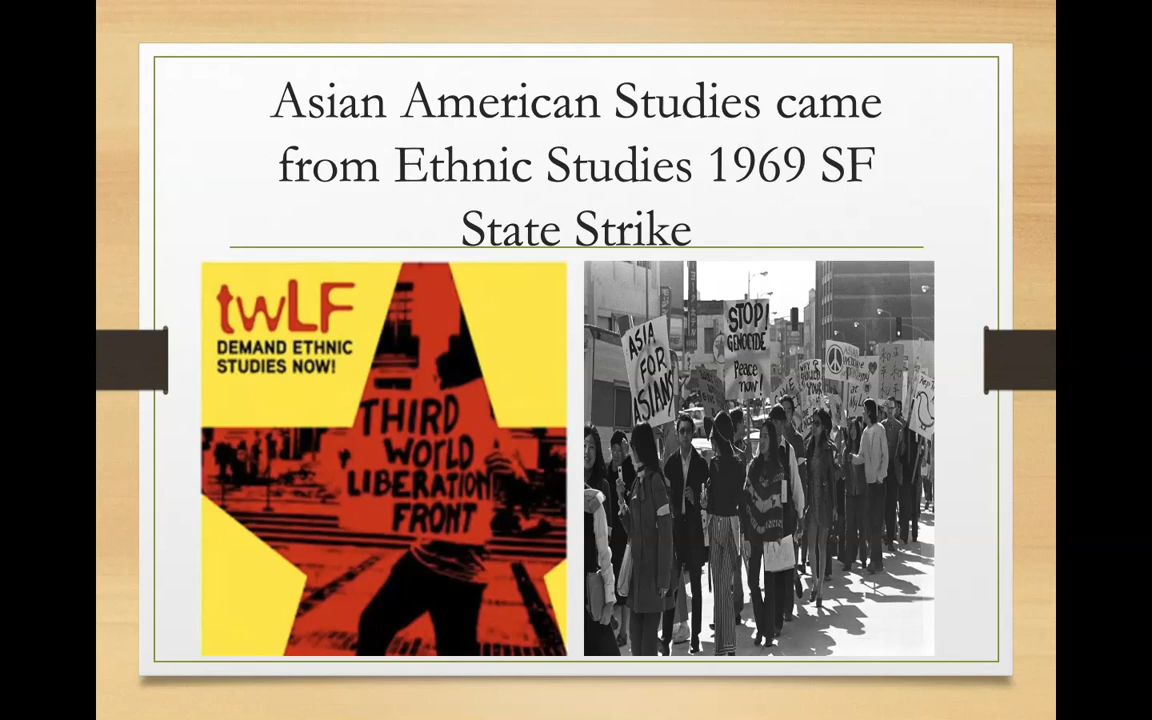 Asian American Studies came
from Ethnic Studies 1969 SF
State Strike
twLF
DEMAND ETHNIC
STUDIES NOW!
THIRD
WORLD
LIBERATION
FRONT
ASIA
FOR
ASIANS
STOP!
GENOCIDE
Peace
now!